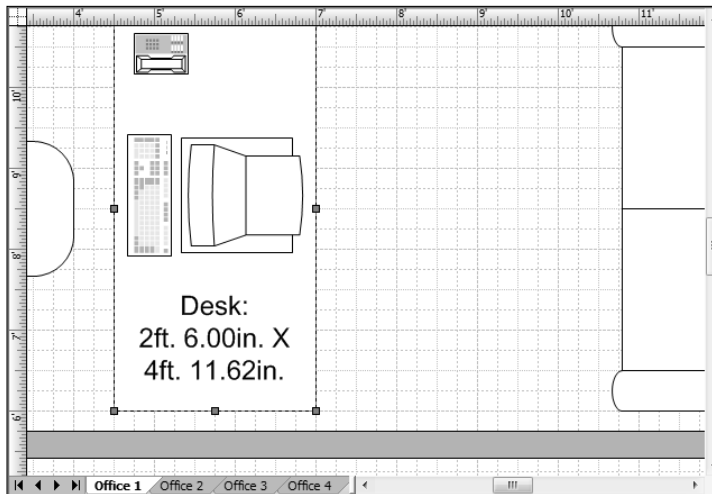 4' 5' 6' 7' 8' 9' 10' 11'
10'
9'
8'
7'
6'
Desk:
2ft. 6.00in. X
4ft. 11.62in.
Office 1 Office 2 Office 3 Office 4